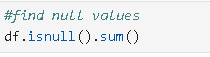 #find null values
df.isnull().sum()